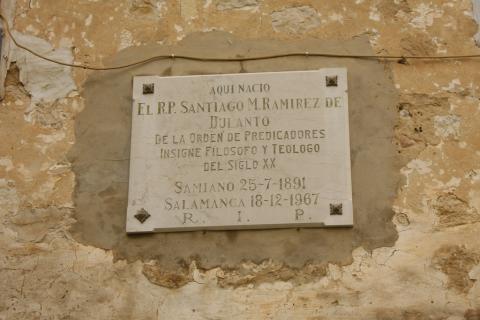 AQUI NACIO
EL R.P. SANTIAGO M. RAMIREZ DE
DULANTO
DE LA ORDEN DE PREDICADORES
INSIGNE FILOSOFO Y TEOLOGO
DEL SIGLO XX
SAMIANO 25-7-1891
SALAMANCA 18-12-1967
R. I. P.